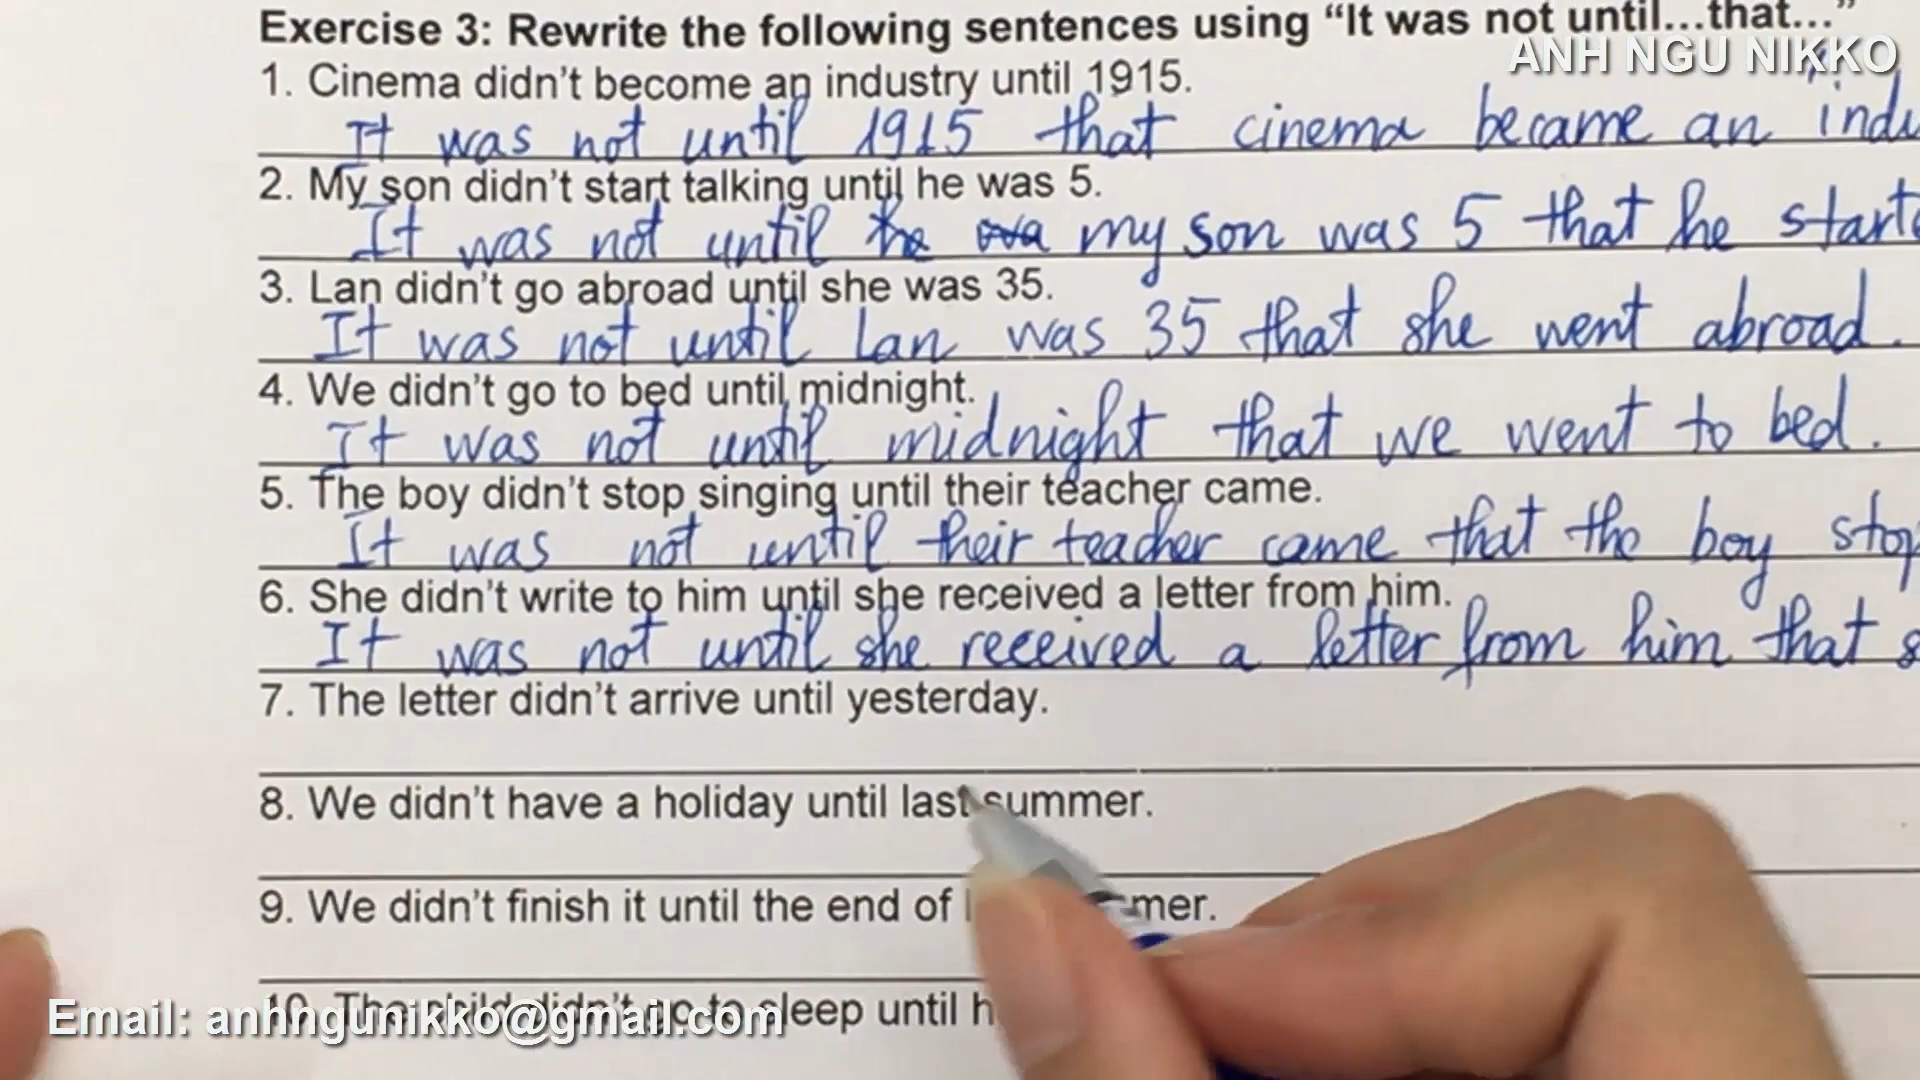 Exercise 3: Rewrite the following sentences using “It was not until...that...”
ANH NGU NIKKO
1. Cinema didn't become an industry until 1915.
It was not until 1915 that cinema became an indu
2. My son didn't start talking until he was 5.
It was not until my son was 5 that he starte
3. Lan didn't go abroad until she was 35.
It was not until Lan was 35 that she went abroad.
4. We didn't go to bed until midnight.
It was not until midnight that we went to bed.
5. The boy didn't stop singing until their teacher came.
It was not until their teacher came that the boy stop
6. She didn't write to him until she received a letter from him.
It was not until she received a letter from him that s
7. The letter didn't arrive until yesterday.
8. We didn't have a holiday until last summer.
9. We didn't finish it until the end of mer.
10. The child didn't go to sleep until h
Email: anhngunikko@gmail.com